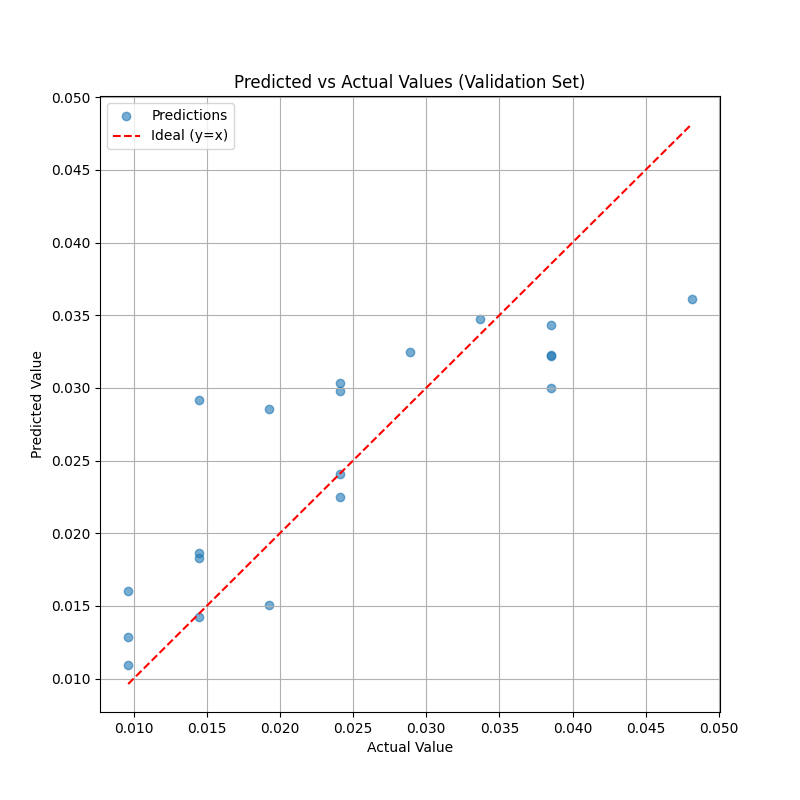 Predicted vs Actual Values (Validation Set)
Predictions
Ideal (y=x)
0.050
0.045
0.040
0.035
0.030
0.025
0.020
0.015
0.010
Predicted Value
0.010 0.015 0.020 0.025 0.030 0.035 0.040 0.045 0.050
Actual Value